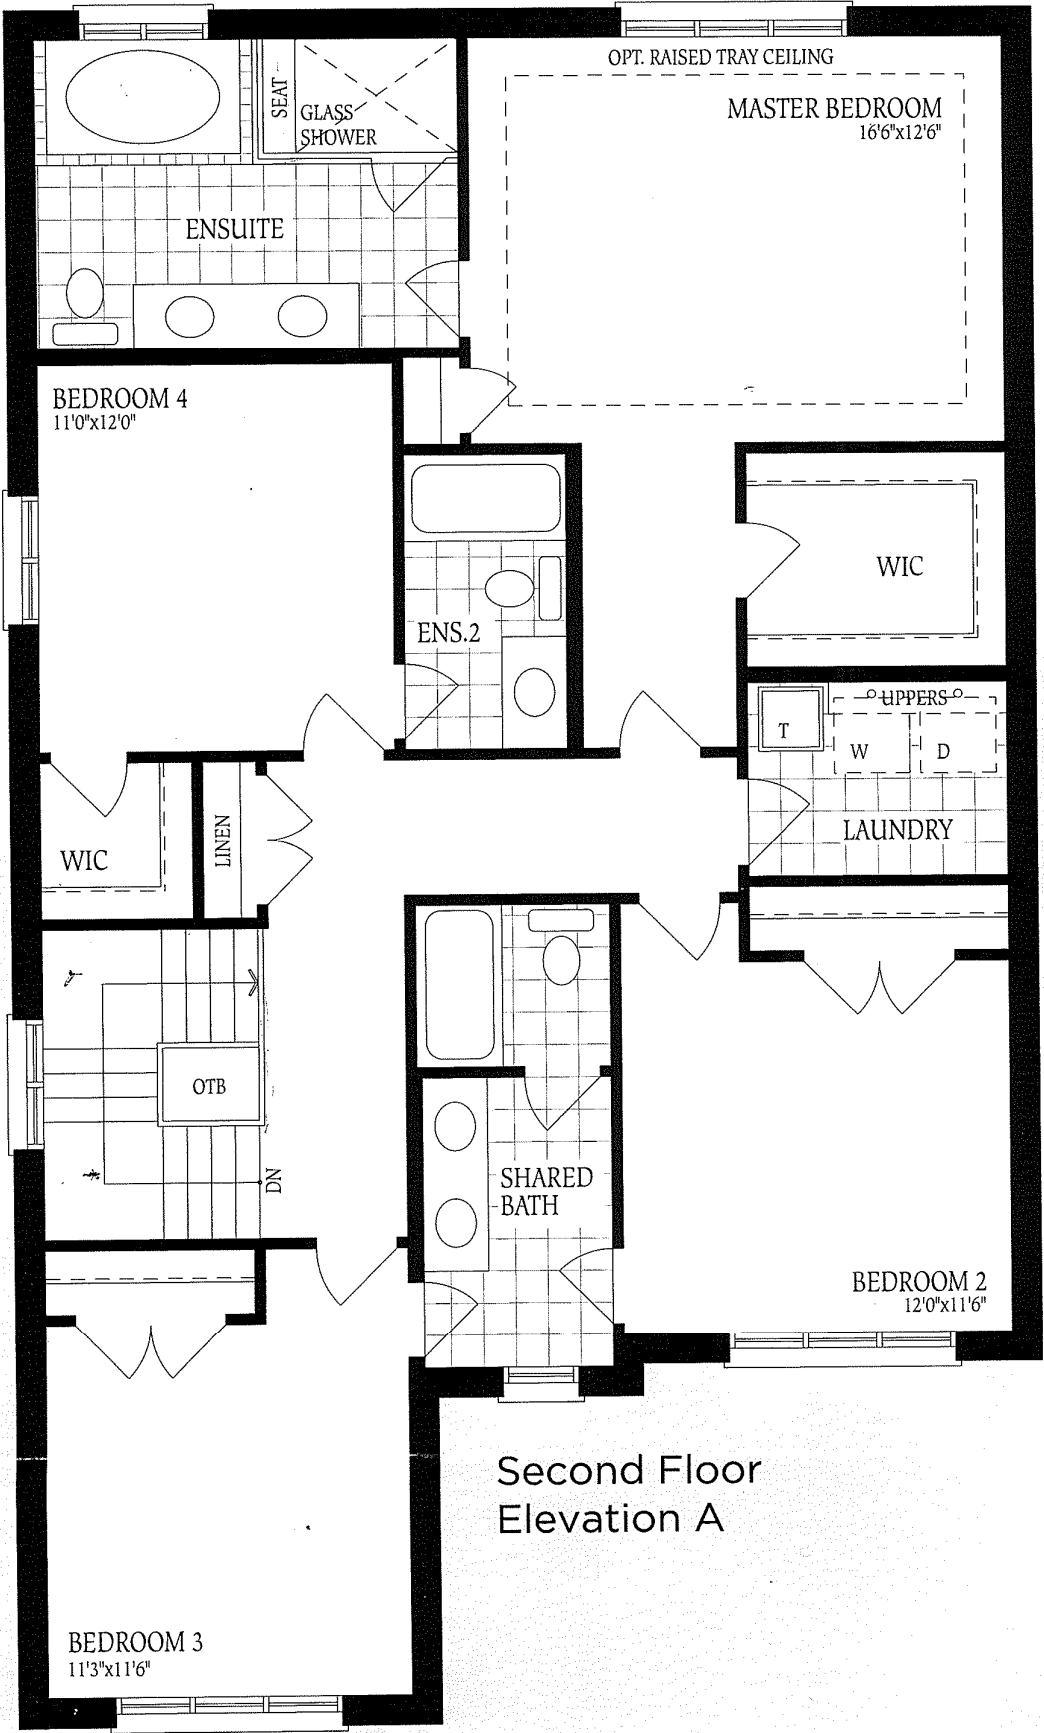 OPT. RAISED TRAY CEILING
MASTER BEDROOM
16'6"x12'6"
SEAT
GLASS
SHOWER
ENSUITE
BEDROOM 4
11'0"x12'0"
WIC
ENS.2
UPPERS
T
W
D
LAUNDRY
WIC
LINEN
OTB
DN
SHARED
BATH
BEDROOM 2
12'0"x11'6"
Second Floor
Elevation A
BEDROOM 3
11'3"x11'6"